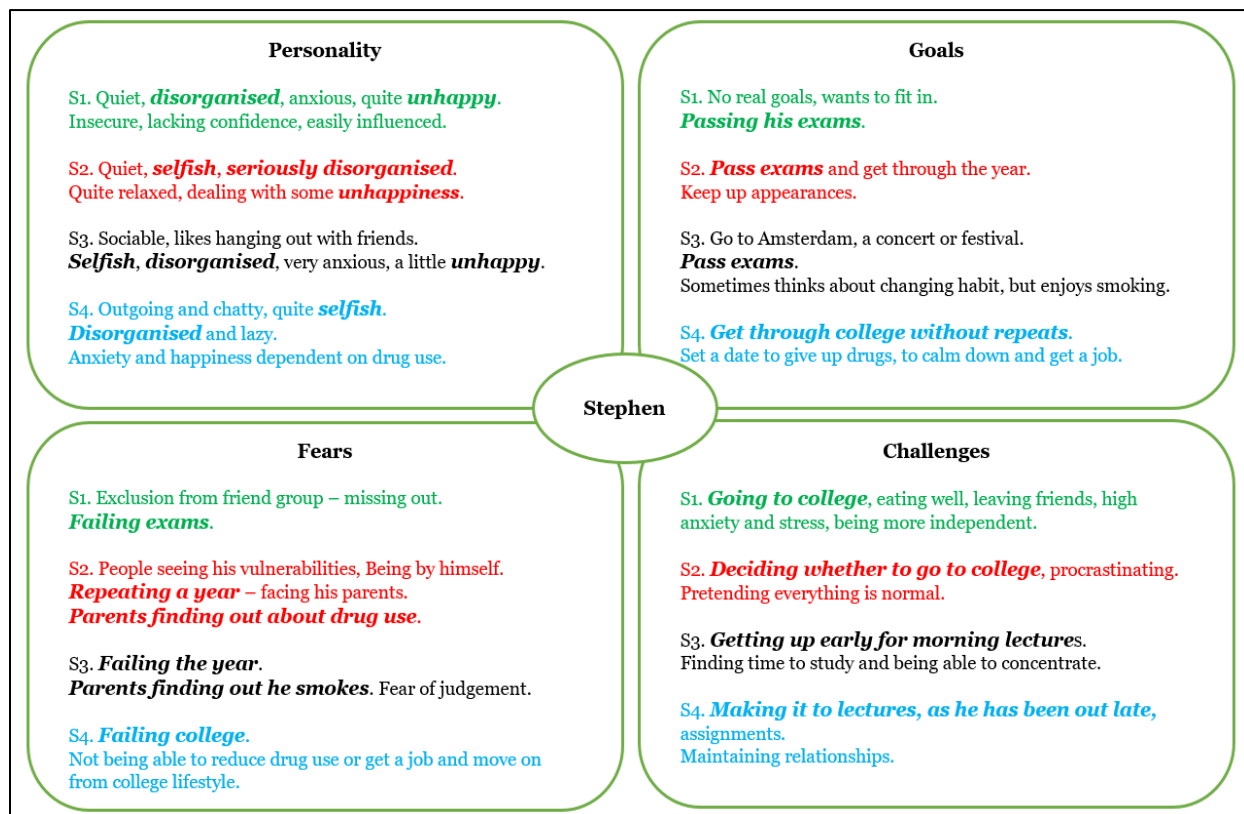 Personality
S1. Quiet, disorganised, anxious, quite unhappy.
Insecure, lacking confidence, easily influenced.
S2. Quiet, selfish, seriously disorganised.
Quite relaxed, dealing with some unhappiness.
S3. Sociable, likes hanging out with friends.
Selfish, disorganised, very anxious, a little unhappy.
S4. Outgoing and chatty, quite selfish.
Disorganised and lazy.
Anxiety and happiness dependent on drug use.
Goals
S1. No real goals, wants to fit in.
Passing his exams.
S2. Pass exams and get through the year.
Keep up appearances.
S3. Go to Amsterdam, a concert or festival.
Pass exams.
Sometimes thinks about changing habit, but enjoys smoking.
S4. Get through college without repeats.
Set a date to give up drugs, to calm down and get a job.
Stephen
Fears
S1. Exclusion from friend group – missing out.
Failing exams.
S2. People seeing his vulnerabilities, Being by himself.
Repeating a year – facing his parents.
Parents finding out about drug use.
S3. Failing the year.
Parents finding out he smokes. Fear of judgement.
S4. Failing college.
Not being able to reduce drug use or get a job and move on
from college lifestyle.
Challenges
S1. Going to college, eating well, leaving friends, high
anxiety and stress, being more independent.
S2. Deciding whether to go to college, procrastinating.
Pretending everything is normal.
S3. Getting up early for morning lectures.
Finding time to study and being able to concentrate.
S4. Making it to lectures, as he has been out late,
assignments.
Maintaining relationships.